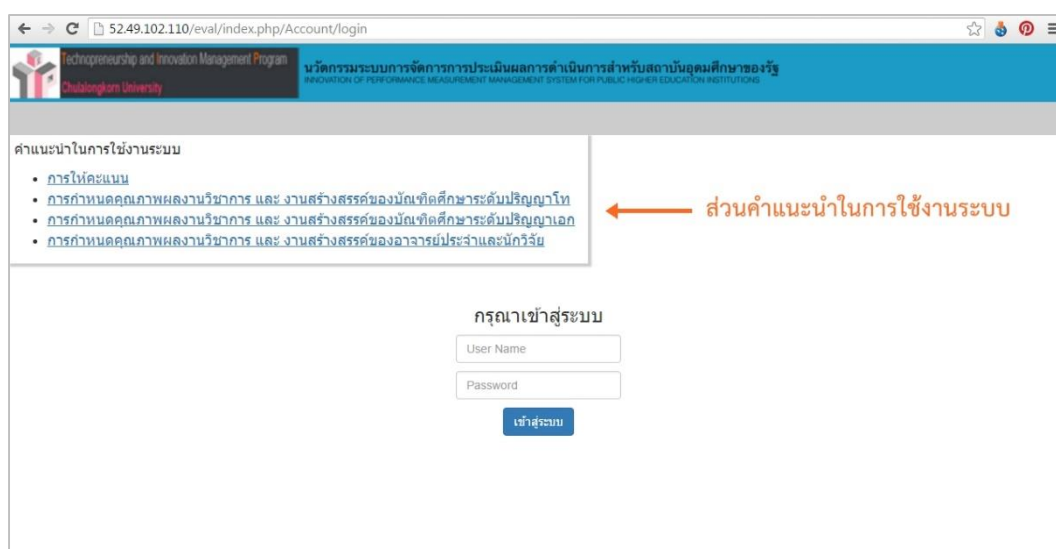 52.49.102.110/eval/index.php/Account/login
Technopreneurship and Innovation Management Program
Chulalongkorn University
นวัตกรรมระบบการจัดการการประเมินผลการดำเนินการสำหรับสถาบันอุดมศึกษาของรัฐ
INNOVATION OF PERFORMANCE MEASUREMENT MANAGEMENT SYSTEM FOR PUBLIC HIGHER EDUCATION INSTITUTIONS
คำแนะนำในการใช้งานระบบ
• การให้คะแนน
• การกำหนดคุณภาพผลงานวิชาการ และ งานสร้างสรรค์ของบัณฑิตศึกษาระดับปริญญาโท
• การกำหนดคุณภาพผลงานวิชาการ และ งานสร้างสรรค์ของบัณฑิตศึกษาระดับปริญญาเอก
• การกำหนดคุณภาพผลงานวิชาการ และ งานสร้างสรรค์ของอาจารย์ประจำและนักวิจัย
ส่วนคำแนะนำในการใช้งานระบบ
กรุณาเข้าสู่ระบบ
User Name
Password
เข้าสู่ระบบ